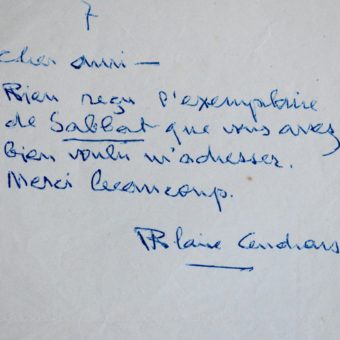 7
Cher ami —
Bien reçu l'exemplaire
de Sabbat que vous avez
bien voulu m'adresser.
Merci beaucoup.
Blaise Cendrars